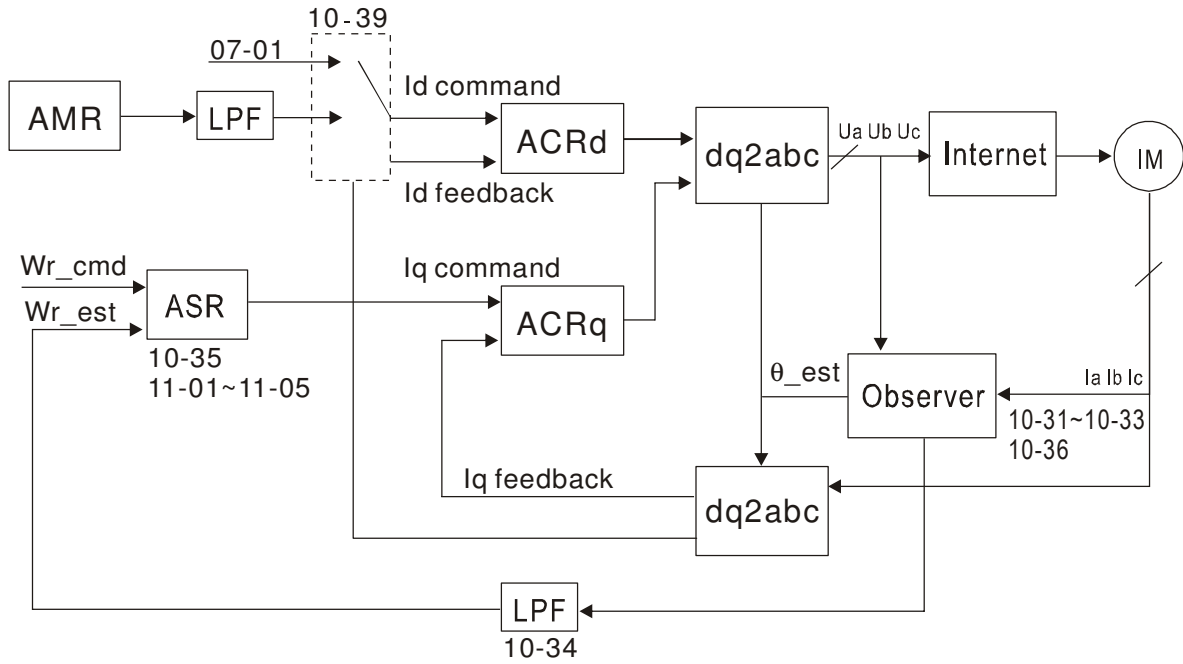 10-39
07-01
AMR
LPF
Id command
ACRd
Id feedback
dq2abc
Ua Ub Uc
Internet
IM
Wr_cmd
Wr_est
ASR
10-35
11-01~11-05
Iq command
ACRq
θ_est
Observer
Ia Ib Ic
10-31~10-33
10-36
Iq feedback
dq2abc
LPF
10-34